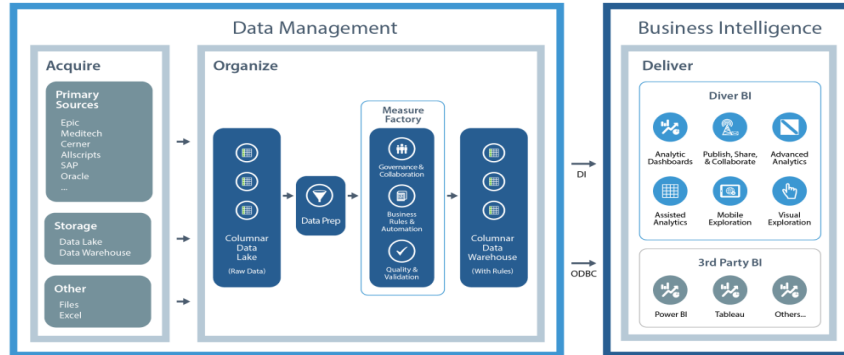 Data Management
Acquire
Primary
Sources
Epic
Meditech
Cerner
Allscripts
SAP
Oracle
...
Storage
Data Lake
Data Warehouse
Other
Files
Excel
Organize
Columnar
Data
Lake
(Raw Data)
Data Prep
Measure
Factory
Governance &
Collaboration
Business
Rules &
Automation
Quality &
Validation
Columnar
Data
Warehouse
(With Rules)
DI
ODBC
Business Intelligence
Deliver
Diver BI
Analytic
Dashboards
Publish, Share,
& Collaborate
Advanced
Analytics
Assisted
Analytics
Mobile
Exploration
Visual
Exploration
3rd Party BI
Power BI
Tableau
Others...